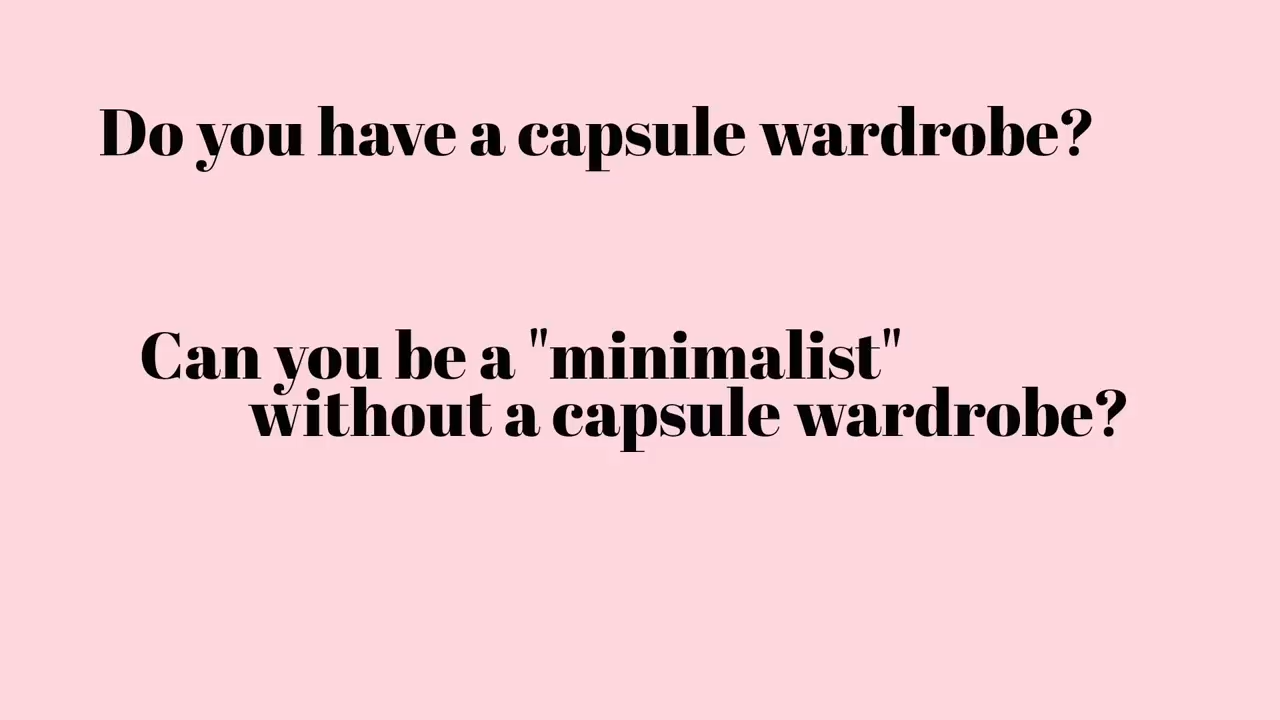 Do you have a capsule wardrobe?
Can you be a "minimalist"
without a capsule wardrobe?